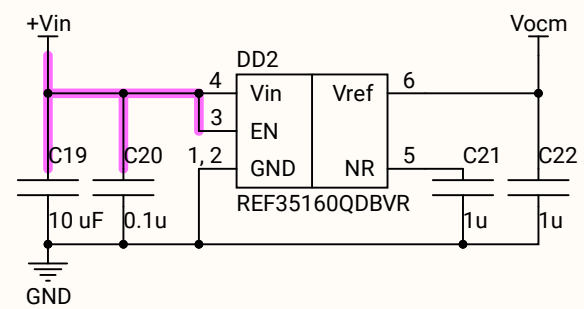 +Vin
Vocm
DD2
4
Vin
Vref
6
3
EN
C19
C20
1, 2
GND
NR
5
C21
C22
REF35160QDBVR
10 uF
0.1u
1u
1u
GND